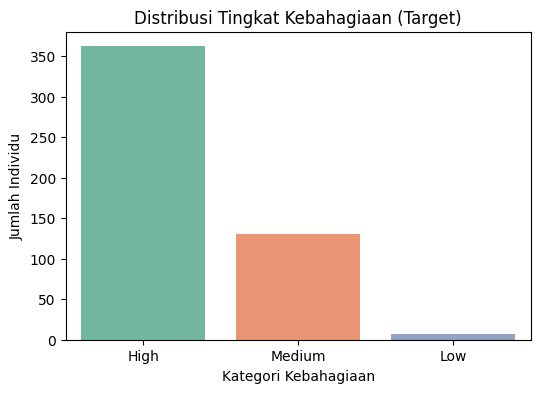 Distribusi Tingkat Kebahagiaan (Target)
350
300
250
200
150
100
50
0
Jumlah Individu
High Medium Low
Kategori Kebahagiaan